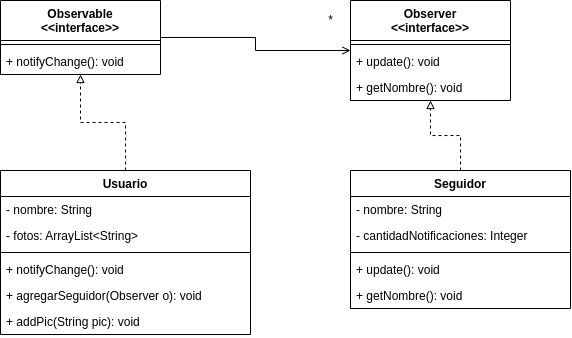 Observable
<<interface>>
+ notifyChange(): void
*
Observer
<<interface>>
+ update(): void
+ getNombre(): void
Usuario
- nombre: String
- fotos: ArrayList<String>
+ notifyChange(): void
+ agregarSeguidor(Observer o): void
+ addPic(String pic): void
Seguidor
- nombre: String
- cantidadNotificaciones: Integer
+ update(): void
+ getNombre(): void